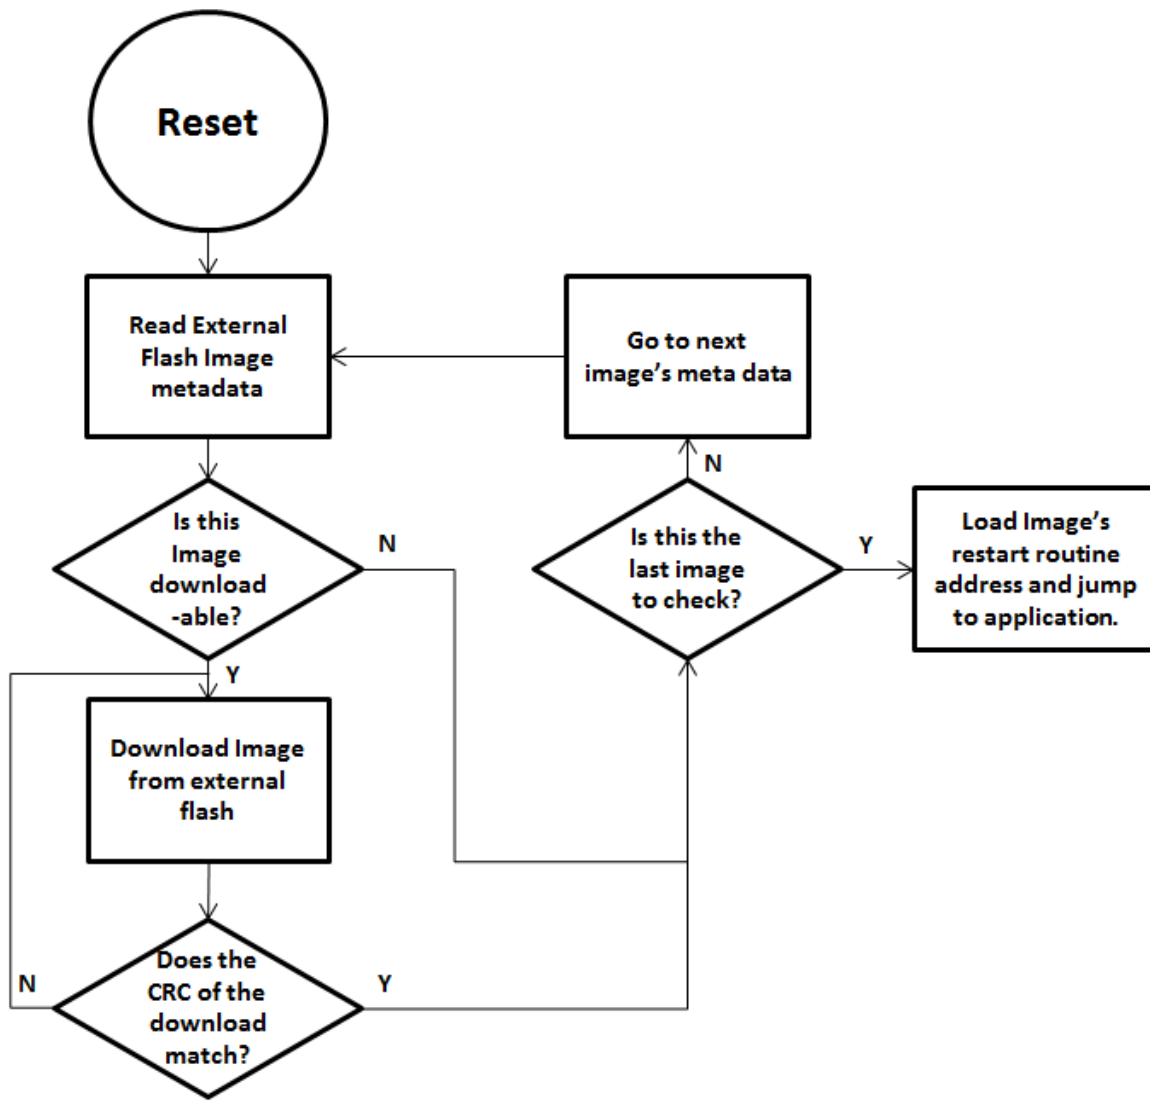 Reset
Read External
Flash Image
metadata
Go to next
image's meta data
N
Is this
Image
download
-able?
N
Is this the
last image
to check?
Y
Load Image's
restart routine
address and jump
to application.
Y
Download Image
from external
flash
N
Does the
CRC of the
download
match?
Y